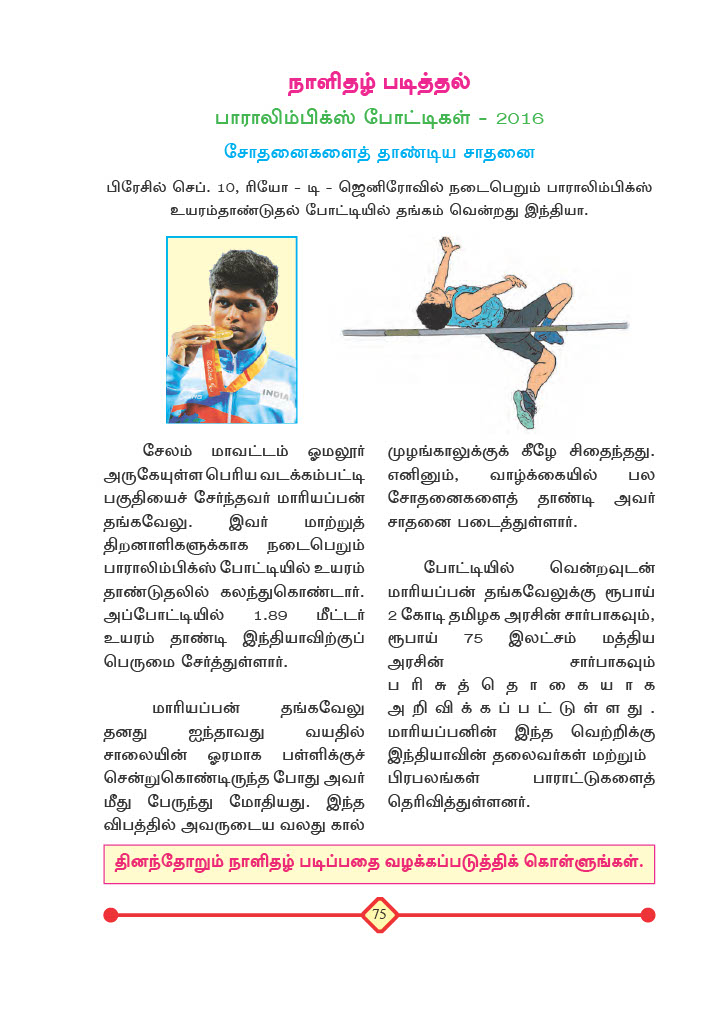 நாளிதழ் படித்தல்
பாராலிம்பிக்ஸ் போட்டிகள் - 2016
சோதனைகளைத் தாண்டிய சாதனை
பிரேசில் செப். 10, ரியோ - டி - ஜெனிரோவில் நடைபெறும் பாராலிம்பிக்ஸ்
உயரம்தாண்டுதல் போட்டியில் தங்கம் வென்றது இந்தியா.
INDIA
சேலம் மாவட்டம் ஓமலூர்
அருகேயுள்ள பெரிய வடக்கம்பட்டி
பகுதியைச் சேர்ந்தவர் மாரியப்பன்
தங்கவேலு. இவர் மாற்றுத்
திறனாளிகளுக்காக நடைபெறும்
பாராலிம்பிக்ஸ் போட்டியில் உயரம்
தாண்டுதலில் கலந்துகொண்டார்.
அப்போட்டியில் 1.89 மீட்டர்
உயரம் தாண்டி இந்தியாவிற்குப்
பெருமை சேர்த்துள்ளார்.
மாரியப்பன் தங்கவேலு
தனது ஐந்தாவது வயதில்
சாலையின் ஓரமாக பள்ளிக்குச்
சென்றுகொண்டிருந்த போது அவர்
மீது பேருந்து மோதியது. இந்த
விபத்தில் அவருடைய வலது கால்
முழங்காலுக்குக் கீழே சிதைந்தது.
எனினும், வாழ்க்கையில் பல
சோதனைகளைத் தாண்டி அவர்
சாதனை படைத்துள்ளார்.
போட்டியில் வென்றவுடன்
மாரியப்பன் தங்கவேலுக்கு ரூபாய்
2 கோடி தமிழக அரசின் சார்பாகவும்,
ரூபாய் 75 இலட்சம் மத்திய
அரசின் சார்பாகவும்
பரிசுத்தொகையாக
அறிவிக்கப்பட்டுள்ளது.
மாரியப்பனின் இந்த வெற்றிக்கு
இந்தியாவின் தலைவர்கள் மற்றும்
பிரபலங்கள் பாராட்டுகளைத்
தெரிவித்துள்ளனர்.
தினந்தோறும் நாளிதழ் படிப்பதை வழக்கப்படுத்திக் கொள்ளுங்கள்.
75